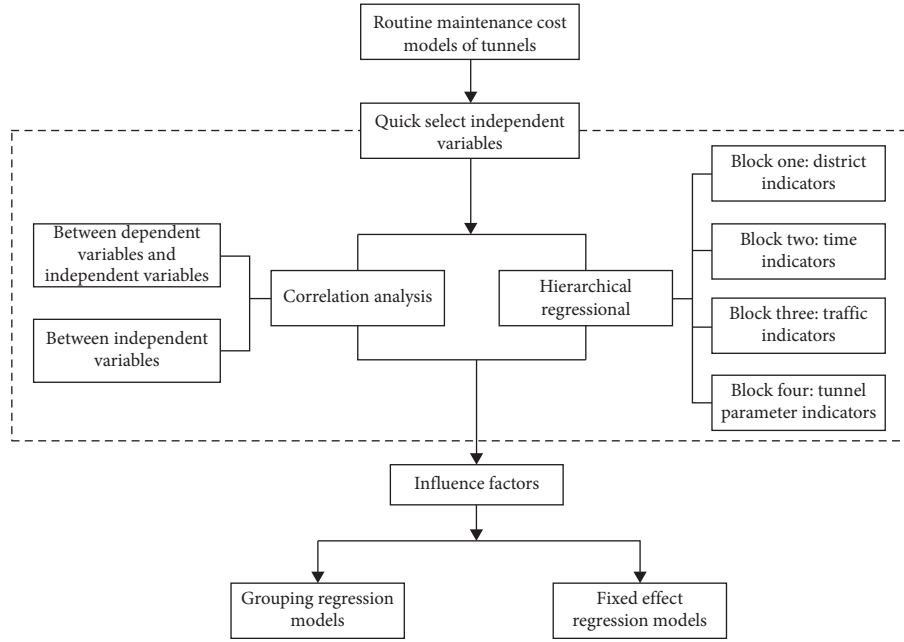 Routine maintenance cost
models of tunnels
Quick select independent
variables
Between dependent
variables and
independent variables
Between independent
variables
Correlation analysis
Hierarchical
regressional
Block one: district
indicators
Block two: time
indicators
Block three: traffic
indicators
Block four: tunnel
parameter indicators
Influence factors
Grouping regression
models
Fixed effect
regression models